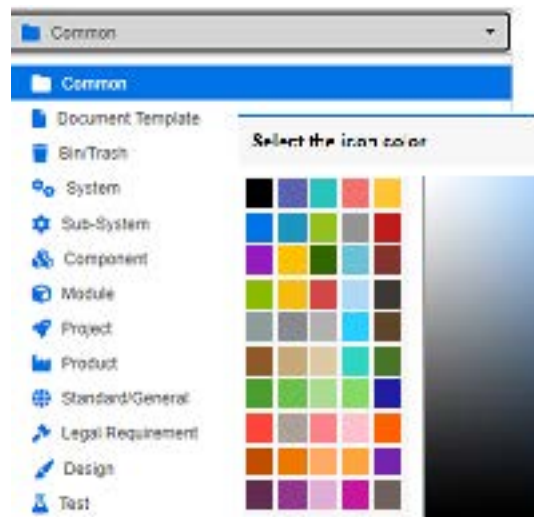 Common
Common
Document Template
Bin/Trash
Select the icon color
System
Sub-System
Component
Module
Project
Product
Standard/General
Legal Requirement
Design
Test